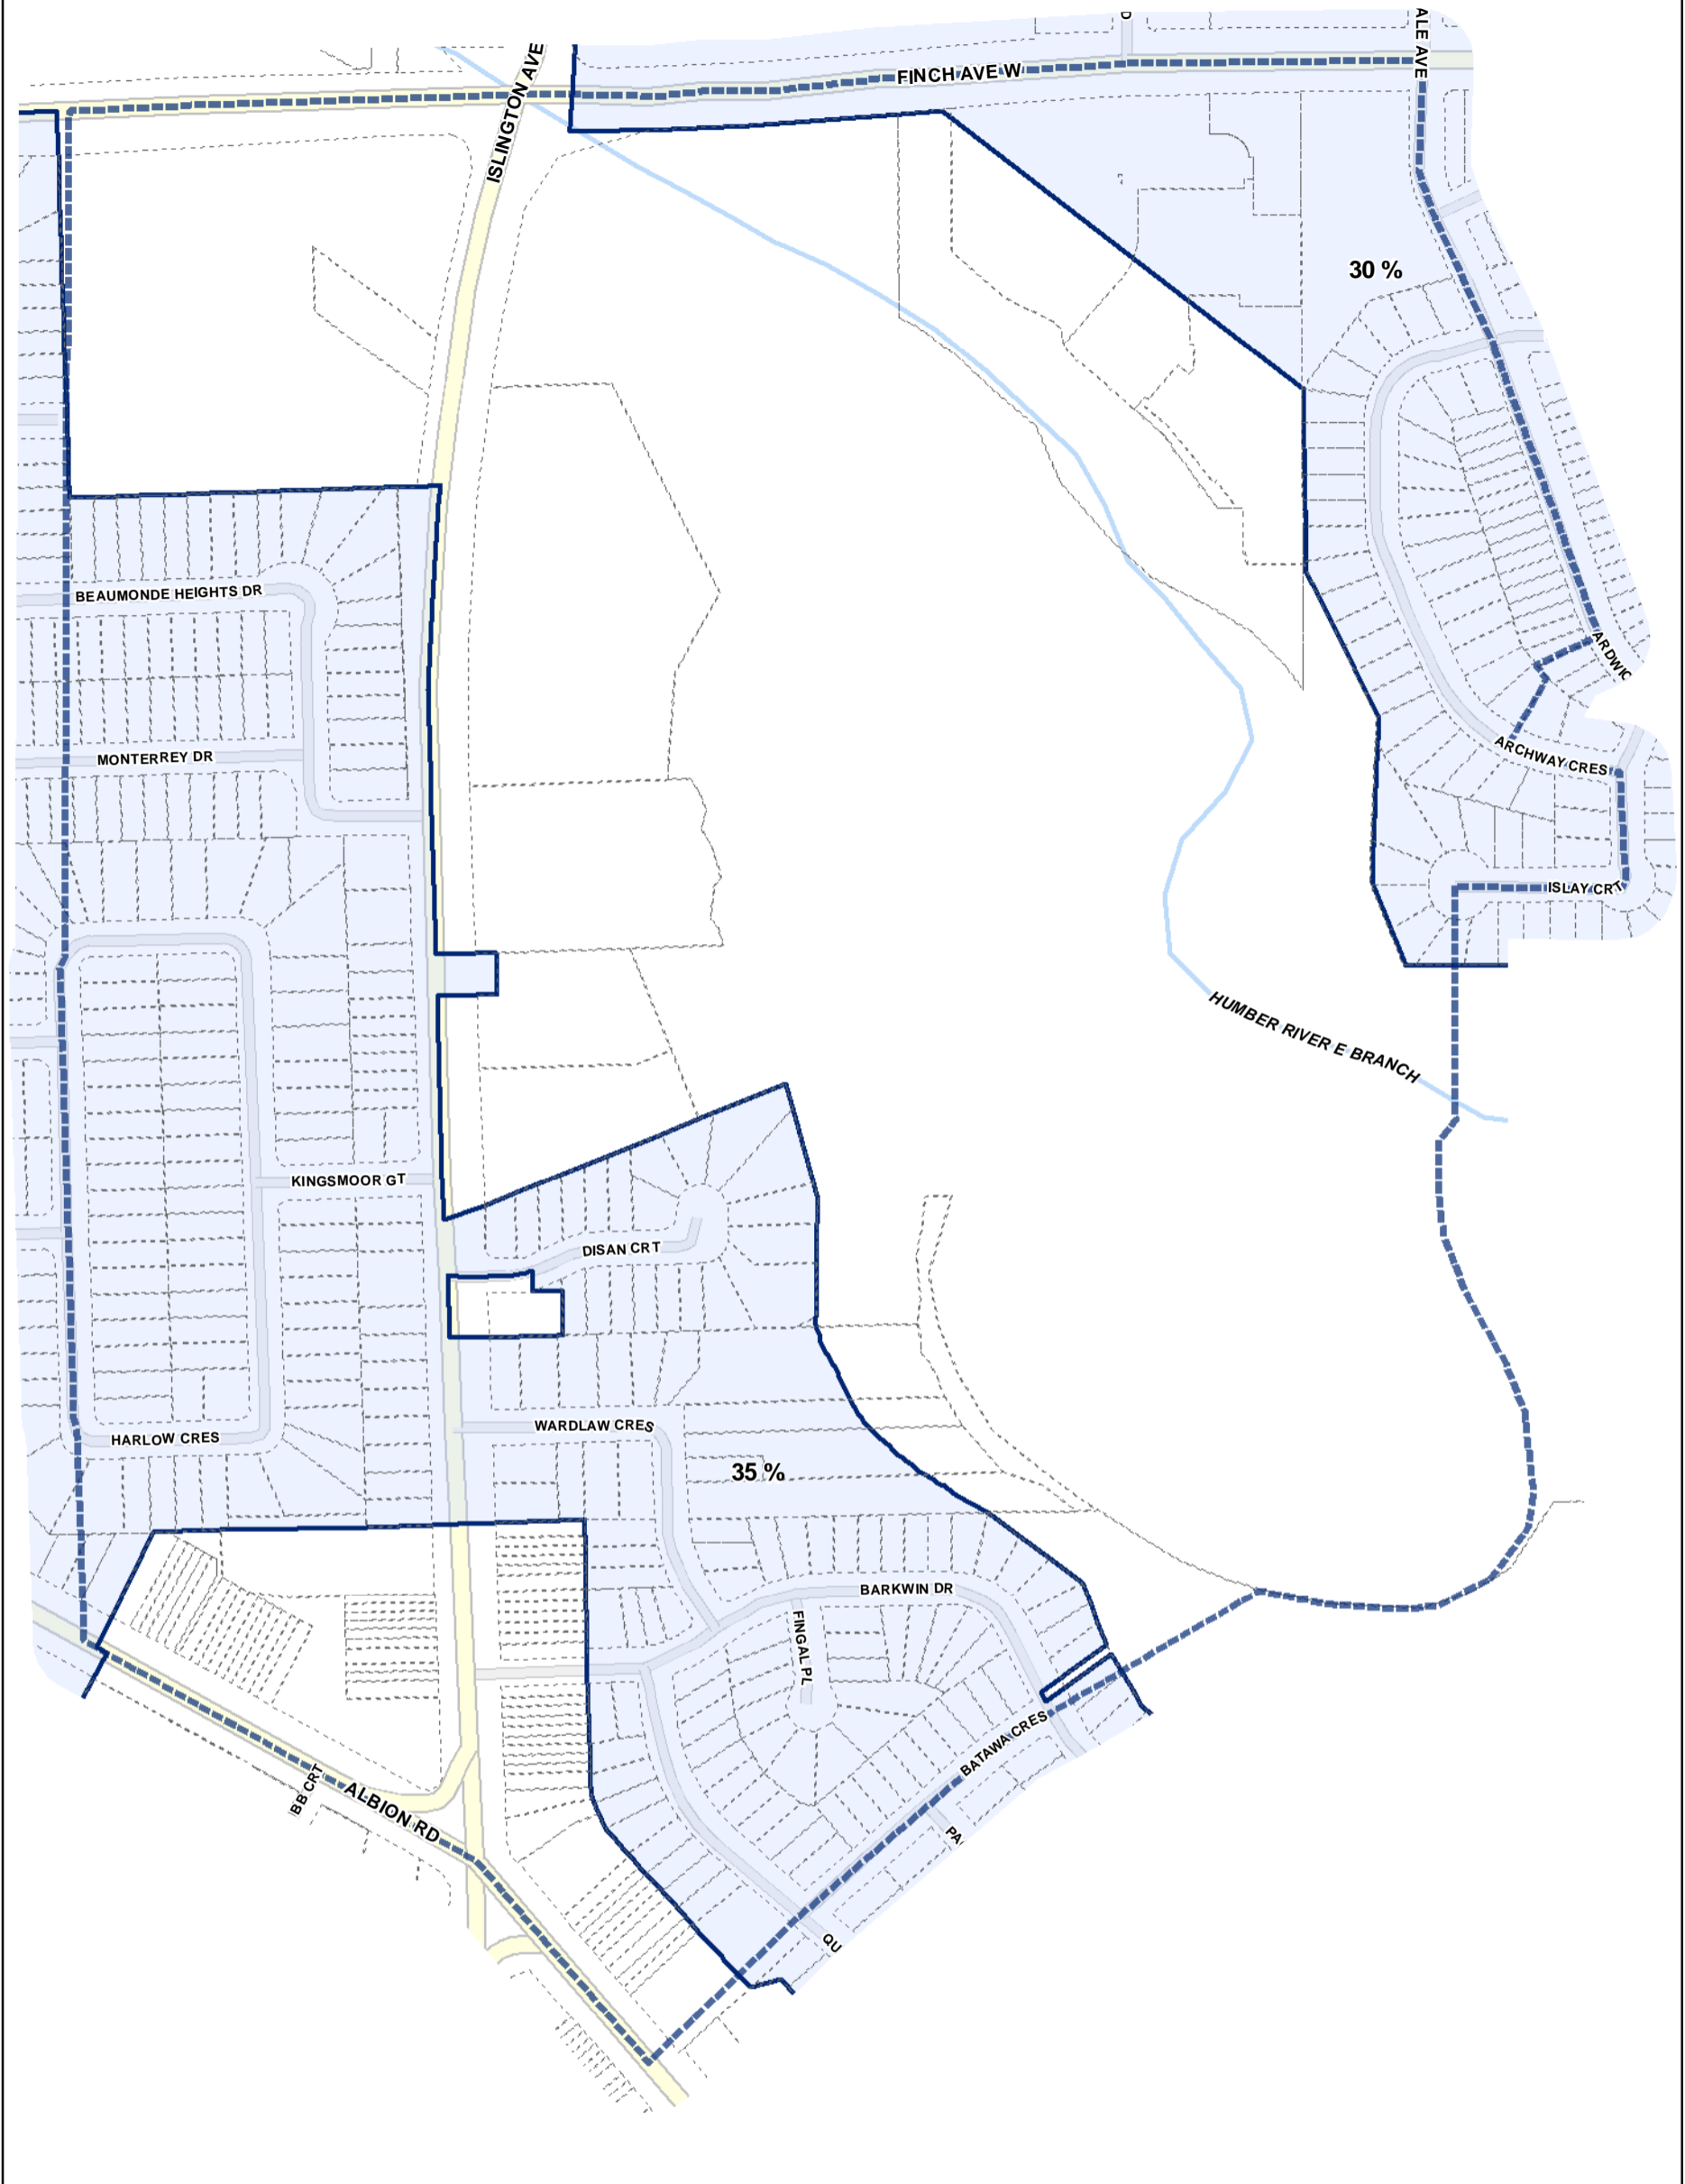 D
ALE AVE
ISLINGTON AVE
FINCH AVE W
30 %
BEAUMONDE HEIGHTS DR
ARDWIC
MONTERREY DR
ARCHWAY CRES
ISLAY CRT
HUMBER RIVER E BRANCH
KINGSMOOR GT
DISAN CRT
WARDLAW CRES
HARLOW CRES
35 %
BARKWIN DR
FINGAL PL
BATAWA CRES
BB CRT
ALBION RD
PA
QU